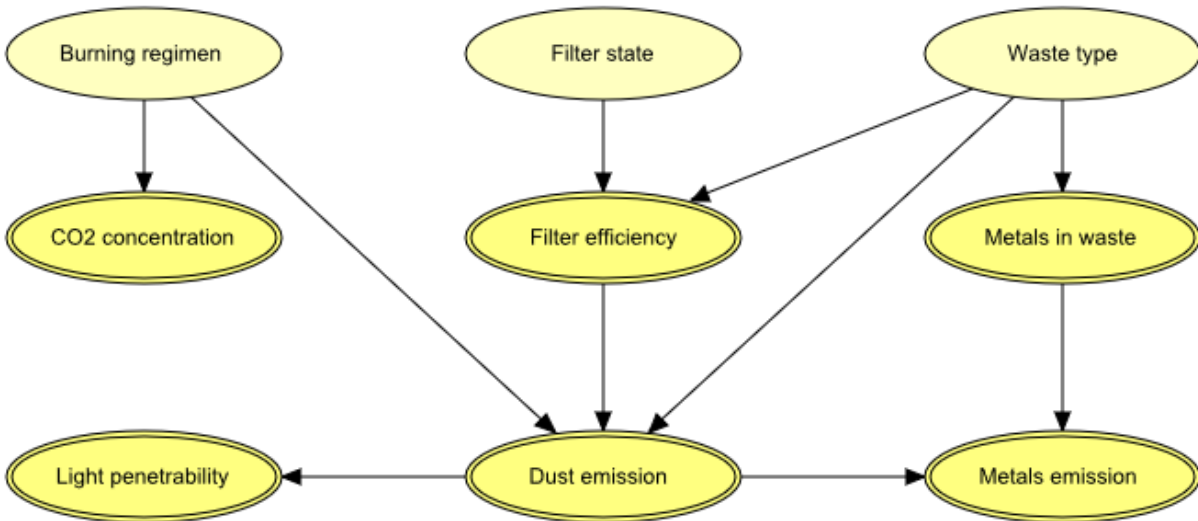 Burning regimen
Filter state
Waste type
CO2 concentration
Filter efficiency
Metals in waste
Light penetrability
Dust emission
Metals emission